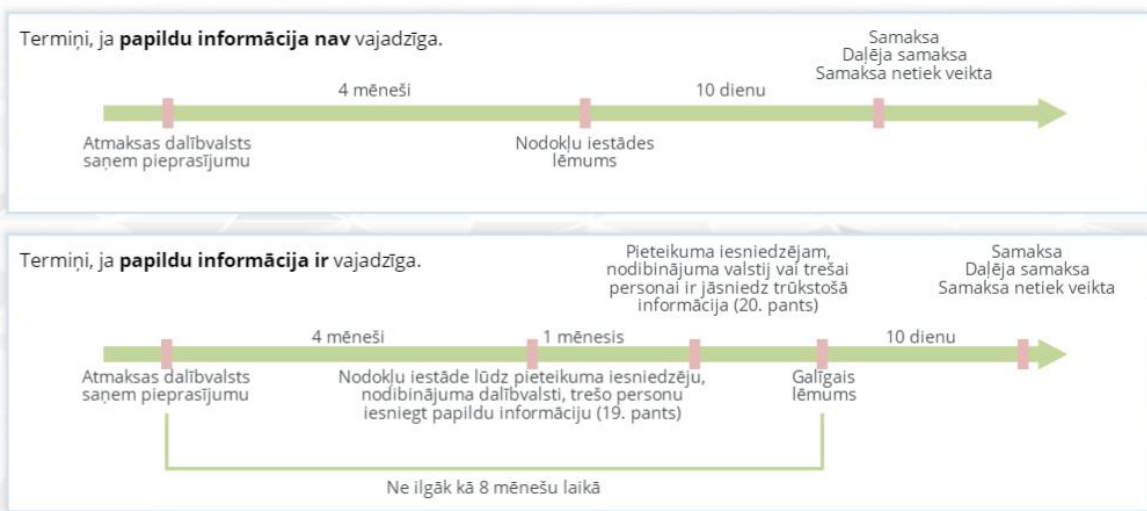 Termiņi, ja papildu informācija nav vajadzīga.
Samaksa
Daļēja samaksa
Samaksa netiek veikta
4 mēneši
10 dienu
Atmaksas dalībvalsts
saņem pieprasījumu
Nodokļu iestādes
lēmums
Termiņi, ja papildu informācija ir vajadzīga.
Pieteikuma iesniedzējam,
nodibinājuma valstij vai trešai
personai ir jāsniedz trūkstošā
informācija (20. pants)
Samaksa
Daļēja samaksa
Samaksa netiek veikta
4 mēneši
1 mēnesis
10 dienu
Atmaksas dalībvalsts
saņem pieprasījumu
Nodokļu iestāde lūdz pieteikuma iesniedzēju,
nodibinājuma dalībvalsti, trešo personu
iesniegt papildu informāciju (19. pants)
Galīgais
lēmums
Ne ilgāk kā 8 mēnešu laikā